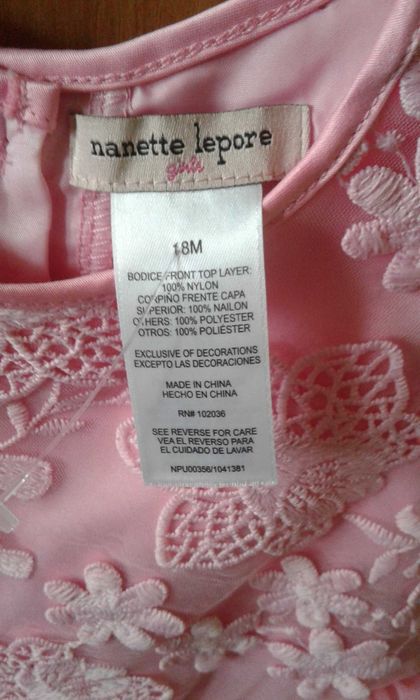 nanette lepore
girls
18M
BODICE FRONT TOP LAYER:
100% NYLON
CORPIÑO FRENTE CAPA
SUPERIOR: 100% NAILON
OTHERS: 100% POLYESTER
OTROS: 100% POLIÉSTER
EXCLUSIVE OF DECORATIONS
EXCEPTO LAS DECORACIONES
MADE IN CHINA
HECHO EN CHINA
RN# 102036
SEE REVERSE FOR CARE
VEA EL REVERSO PARA
EL CUIDADO DE LAVAR
NPU00356/1041381